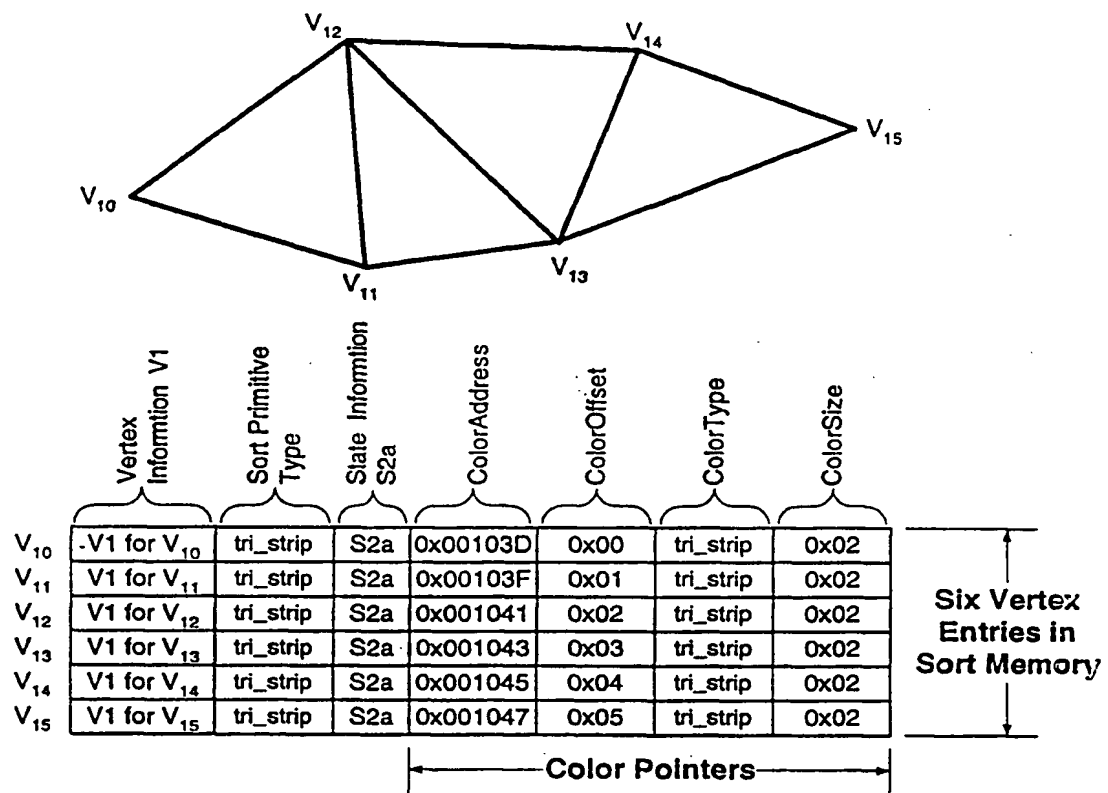 V12
V14
V15
V10
V13
V11
Vertex
Informtion V1
Sort Primitive
Type
State Informtion
S2a
ColorAddress
ColorOffset
ColorType
ColorSize
V10 -V1 for V10 tri_strip S2a 0x00103D 0x00 tri_strip 0x02
V11 V1 for V11 tri_strip S2a 0x00103F 0x01 tri_strip 0x02
V12 V1 for V12 tri_strip S2a 0x001041 0x02 tri_strip 0x02
V13 V1 for V13 tri_strip S2a 0x001043 0x03 tri_strip 0x02
V14 V1 for V14 tri_strip S2a 0x001045 0x04 tri_strip 0x02
V15 V1 for V15 tri_strip S2a 0x001047 0x05 tri_strip 0x02
Six Vertex
Entries in
Sort Memory
Color Pointers